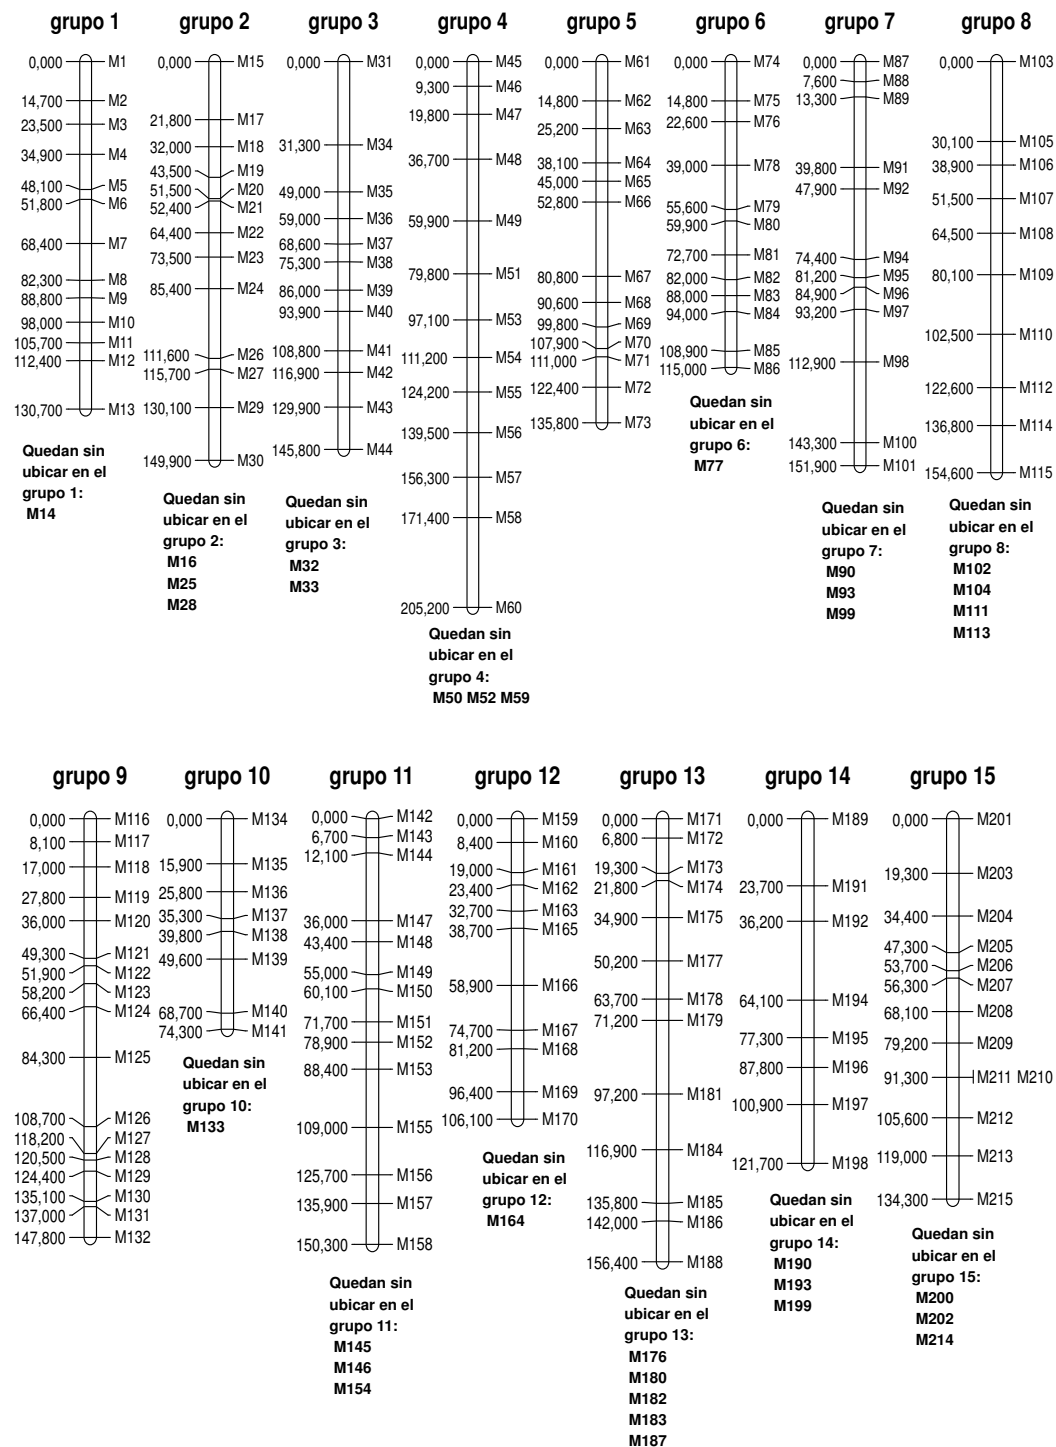 grupo 1
0,000 M1
14,700 M2
23,500 M3
34,900 M4
48,100 M5
51,800 M6
68,400 M7
82,300 M8
88,800 M9
98,000 M10
105,700 M11
112,400 M12
130,700 M13
Quedan sin
ubicar en el
grupo 1:
M14
grupo 2
0,000 M15
21,800 M17
32,000 M18
43,500 M19
51,500 M20
52,400 M21
64,400 M22
73,500 M23
85,400 M24
111,600 M26
115,700 M27
130,100 M29
149,900 M30
Quedan sin
ubicar en el
grupo 2:
M16
M25
M28
grupo 3
0,000 M31
31,300 M34
49,000 M35
59,000 M36
68,600 M37
75,300 M38
86,000 M39
93,900 M40
108,800 M41
116,900 M42
129,900 M43
145,800 M44
Quedan sin
ubicar en el
grupo 3:
M32
M33
grupo 4
0,000 M45
9,300 M46
19,800 M47
36,700 M48
59,900 M49
79,800 M51
97,100 M53
111,200 M54
124,200 M55
139,500 M56
156,300 M57
171,400 M58
205,200 M60
Quedan sin
ubicar en el
grupo 4:
M50 M52 M59
grupo 5
0,000 M61
14,800 M62
25,200 M63
38,100 M64
45,000 M65
52,800 M66
80,800 M67
90,600 M68
99,800 M69
107,900 M70
111,000 M71
122,400 M72
135,800 M73
grupo 6
0,000 M74
14,800 M75
22,600 M76
39,000 M78
55,600 M79
59,900 M80
72,700 M81
82,000 M82
88,000 M83
94,000 M84
108,900 M85
115,000 M86
Quedan sin
ubicar en el
grupo 6:
M77
grupo 7
0,000 M87
7,600 M88
13,300 M89
39,800 M91
47,900 M92
74,400 M94
81,200 M95
84,900 M96
93,200 M97
112,900 M98
143,300 M100
151,900 M101
Quedan sin
ubicar en el
grupo 7:
M90
M93
M99
grupo 8
0,000 M103
30,100 M105
38,900 M106
51,500 M107
64,500 M108
80,100 M109
102,500 M110
122,600 M112
136,800 M114
154,600 M115
Quedan sin
ubicar en el
grupo 8:
M102
M104
M111
M113
grupo 9
0,000 M116
8,100 M117
17,000 M118
27,800 M119
36,000 M120
49,300 M121
51,900 M122
58,200 M123
66,400 M124
84,300 M125
108,700 M126
118,200 M127
120,500 M128
124,400 M129
135,100 M130
137,000 M131
147,800 M132
grupo 10
0,000 M134
15,900 M135
25,800 M136
35,300 M137
39,800 M138
49,600 M139
68,700 M140
74,300 M141
Quedan sin
ubicar en el
grupo 10:
M133
grupo 11
0,000 M142
6,700 M143
12,100 M144
36,000 M147
43,400 M148
55,000 M149
60,100 M150
71,700 M151
78,900 M152
88,400 M153
109,000 M155
125,700 M156
135,900 M157
150,300 M158
Quedan sin
ubicar en el
grupo 11:
M145
M146
M154
grupo 12
0,000 M159
8,400 M160
19,000 M161
23,400 M162
32,700 M163
38,700 M165
58,900 M166
74,700 M167
81,200 M168
96,400 M169
106,100 M170
Quedan sin
ubicar en el
grupo 12:
M164
grupo 13
0,000 M171
6,800 M172
19,300 M173
21,800 M174
34,900 M175
50,200 M177
63,700 M178
71,200 M179
97,200 M181
116,900 M184
135,800 M185
142,000 M186
156,400 M188
Quedan sin
ubicar en el
grupo 13:
M176
M180
M182
M183
M187
grupo 14
0,000 M189
23,700 M191
36,200 M192
64,100 M194
77,300 M195
87,800 M196
100,900 M197
121,700 M198
Quedan sin
ubicar en el
grupo 14:
M190
M193
M199
grupo 15
0,000 M201
19,300 M203
34,400 M204
47,300 M205
53,700 M206
56,300 M207
68,100 M208
79,200 M209
91,300 M211 M210
105,600 M212
119,000 M213
134,300 M215
Quedan sin
ubicar en el
grupo 15:
M200
M202
M214